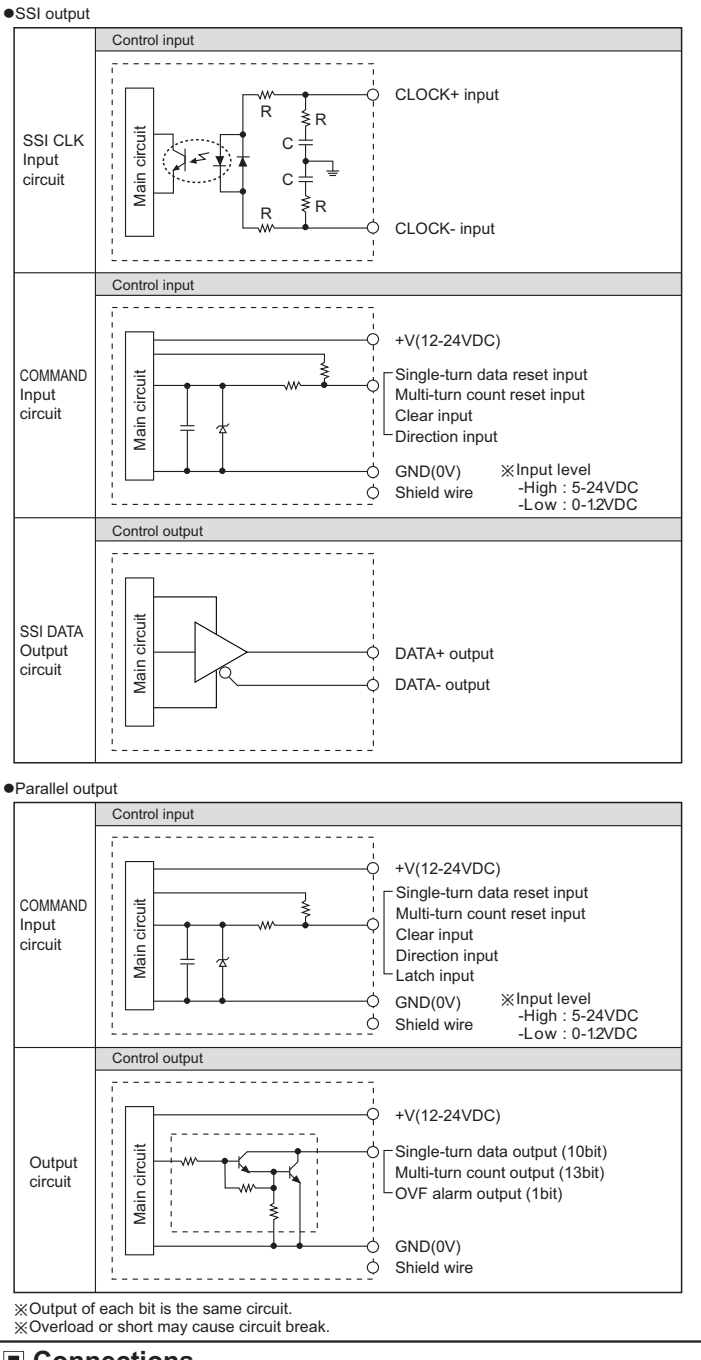 ●SSI output
Control input
SSI CLK
Input
circuit
Main circuit
R
R
C
C
R
R
CLOCK+ input
CLOCK- input
Control input
COMMAND
Input
circuit
Main circuit
+V(12-24VDC)
Single-turn data reset input
Multi-turn count reset input
Clear input
Direction input
GND(0V)
Shield wire
※Input level
-High : 5-24VDC
-Low : 0-1.2VDC
Control output
SSI DATA
Output
circuit
Main circuit
DATA+ output
DATA- output
●Parallel output
Control input
COMMAND
Input
circuit
Main circuit
+V(12-24VDC)
Single-turn data reset input
Multi-turn count reset input
Clear input
Direction input
Latch input
GND(0V)
Shield wire
※Input level
-High : 5-24VDC
-Low : 0-1.2VDC
Control output
Output
circuit
Main circuit
+V(12-24VDC)
Single-turn data output (10bit)
Multi-turn count output (13bit)
OVF alarm output (1bit)
GND(0V)
Shield wire
※Output of each bit is the same circuit.
※Overload or short may cause circuit break.
Connections